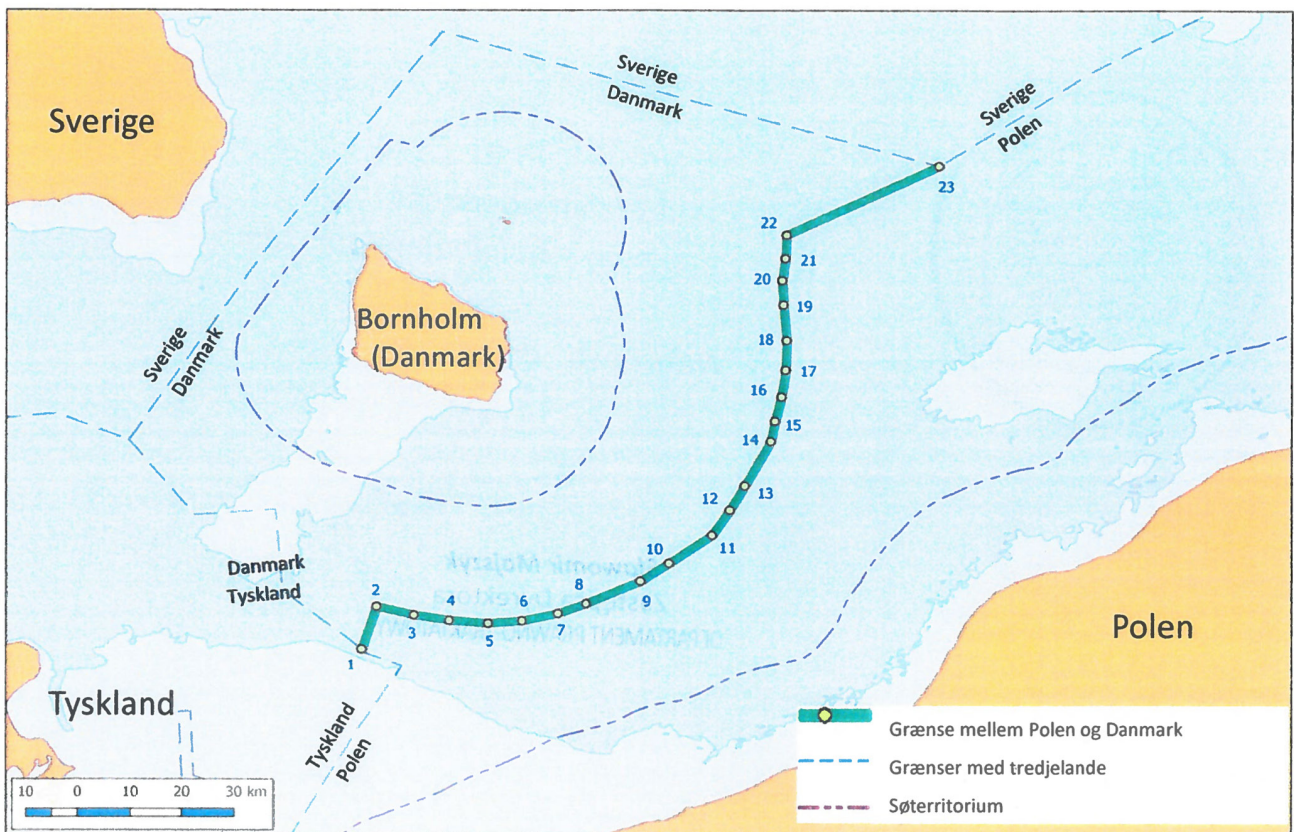 Sverige
Danmark
Sverige
Polen
Sverige
23
22
21
20
19
18
17
16
15
14
13
12
11
10
9
8
7
6
5
4
3
2
1
Bornholm
(Danmark)
Sverige
Danmark
Danmark
Tyskland
Polen
Tyskland
Tyskland
Polen
Grænse mellem Polen og Danmark
Grænser med tredjelande
Søterritorium
10 0 10 20 30 km